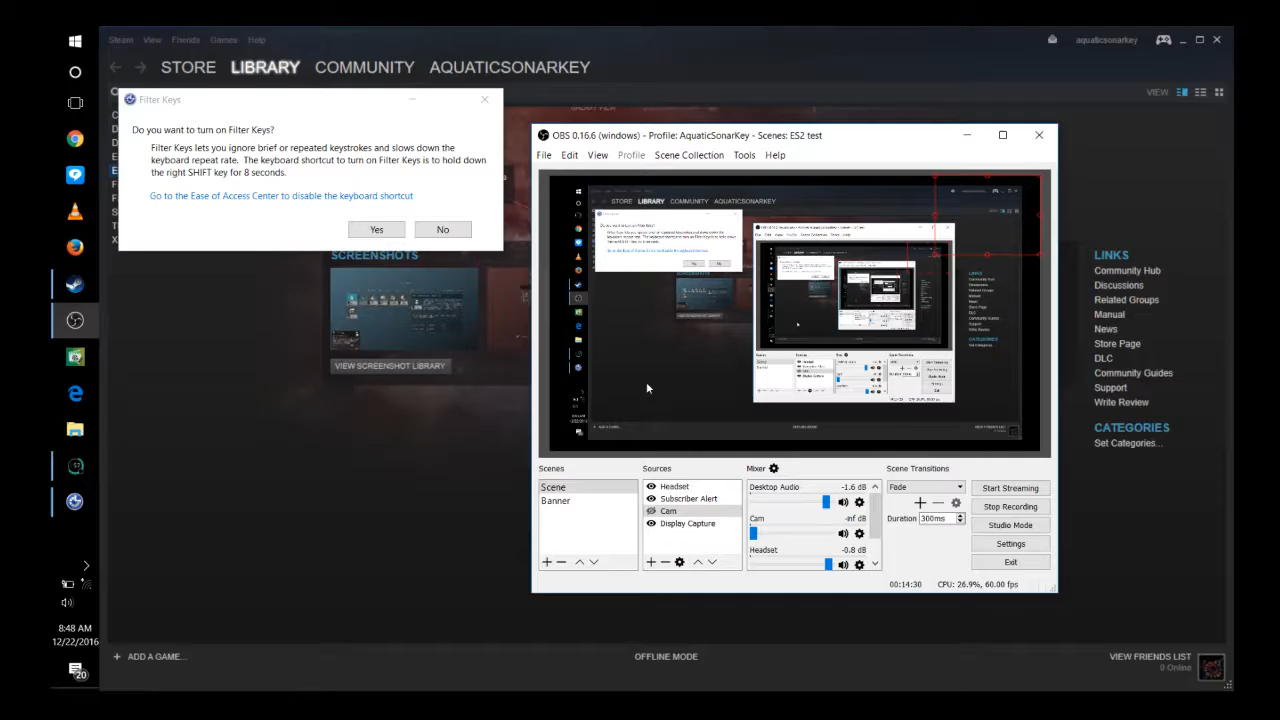 Steam View Friends Games Help
aquaticsonarkey
STORE LIBRARY COMMUNITY AQUATICSONARKEY
VIEW
Filter Keys
Do you want to turn on Filter Keys?
Filter Keys lets you ignore brief or repeated keystrokes and slows down the
keyboard repeat rate. The keyboard shortcut to turn on Filter Keys is to hold down
the right SHIFT key for 8 seconds.
Go to the Ease of Access Center to disable the keyboard shortcut
Yes No
SCREENSHOTS
VIEW SCREENSHOT LIBRARY
OBS 0.16.6 (windows) - Profile: AquaticSonarKey - Scenes: ES2 test
File Edit View Profile Scene Collection Tools Help
STORE LIBRARY COMMUNITY AQUATICSONARKEY
Scenes
Scene
Banner
Sources
Headset
Subscriber Alert
Cam
Display Capture
Mixer
Desktop Audio -1.6 dB
Cam -inf dB
Headset -0.8 dB
Scene Transitions
Fade
Duration 300ms
Start Streaming
Stop Recording
Studio Mode
Settings
Exit
00:14:30 CPU: 26.9%, 60.00 fps
LINKS
Community Hub
Discussions
Related Groups
Manual
News
Store Page
DLC
Community Guides
Support
Write Review
CATEGORIES
Set Categories...
8:48 AM
12/22/2016
20
+ ADD A GAME...
OFFLINE MODE
VIEW FRIENDS LIST
0 Online